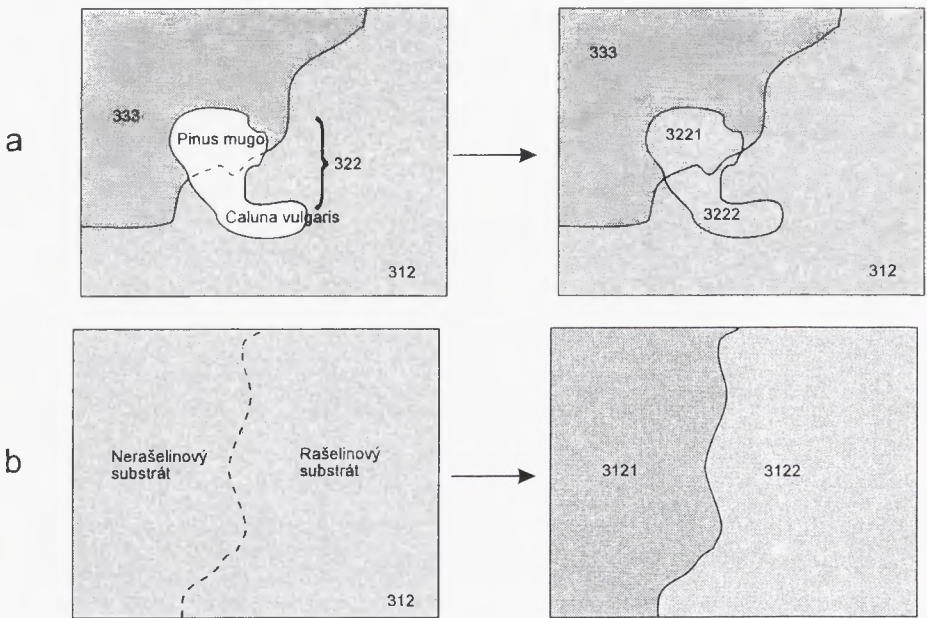 a
333
Pinus mugo
322
Caluna vulgaris
312
333
3221
3222
312
b
Nerašelinový
substrát
Rašelinový
substrát
312
3121
3122